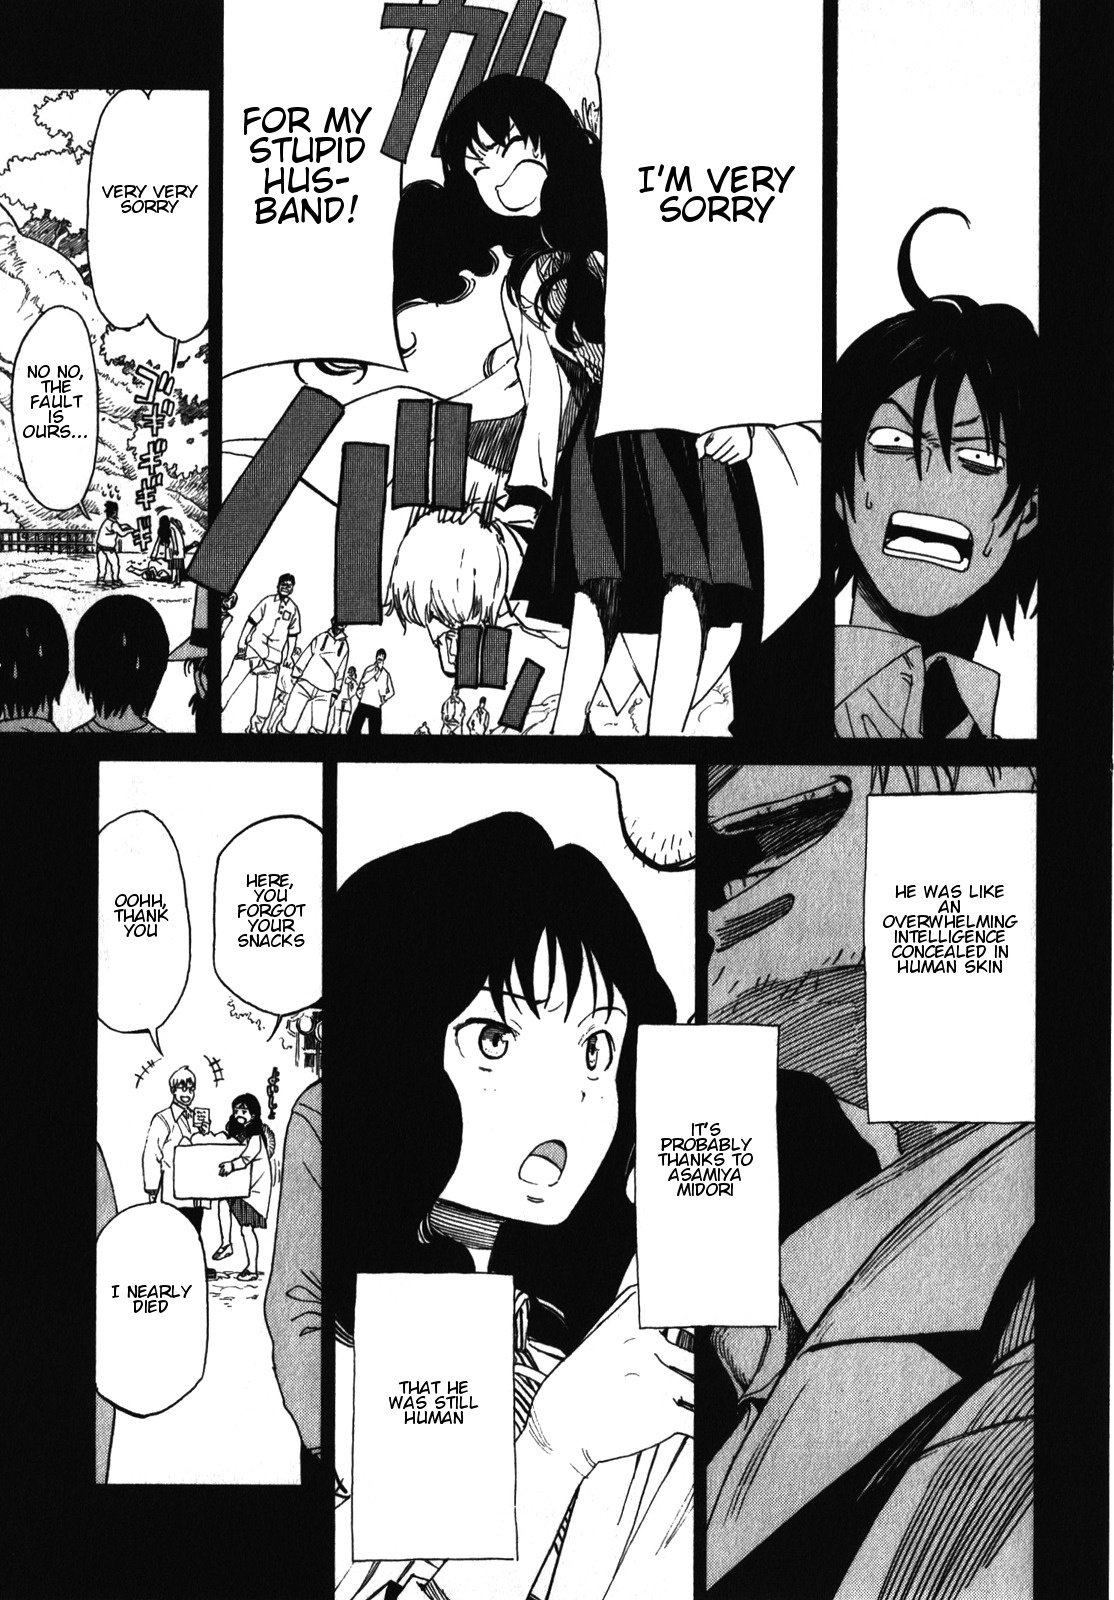 I'M VERY
SORRY
ガガ
FOR MY
STUPID
HUS-
BAND!
VERY VERY
SORRY
NO NO,
THE
FAULT
IS
OURS...
HE WAS LIKE
AN
OVERWHELMING
INTELLIGENCE
CONCEALED IN
HUMAN SKIN
IT'S
PROBABLY
THANKS TO
ASAMIYA
MIDORI
THAT HE
WAS STILL
HUMAN
HERE,
YOU
FORGOT
YOUR
SNACKS
OOHH,
THANK
YOU
I NEARLY
DIED